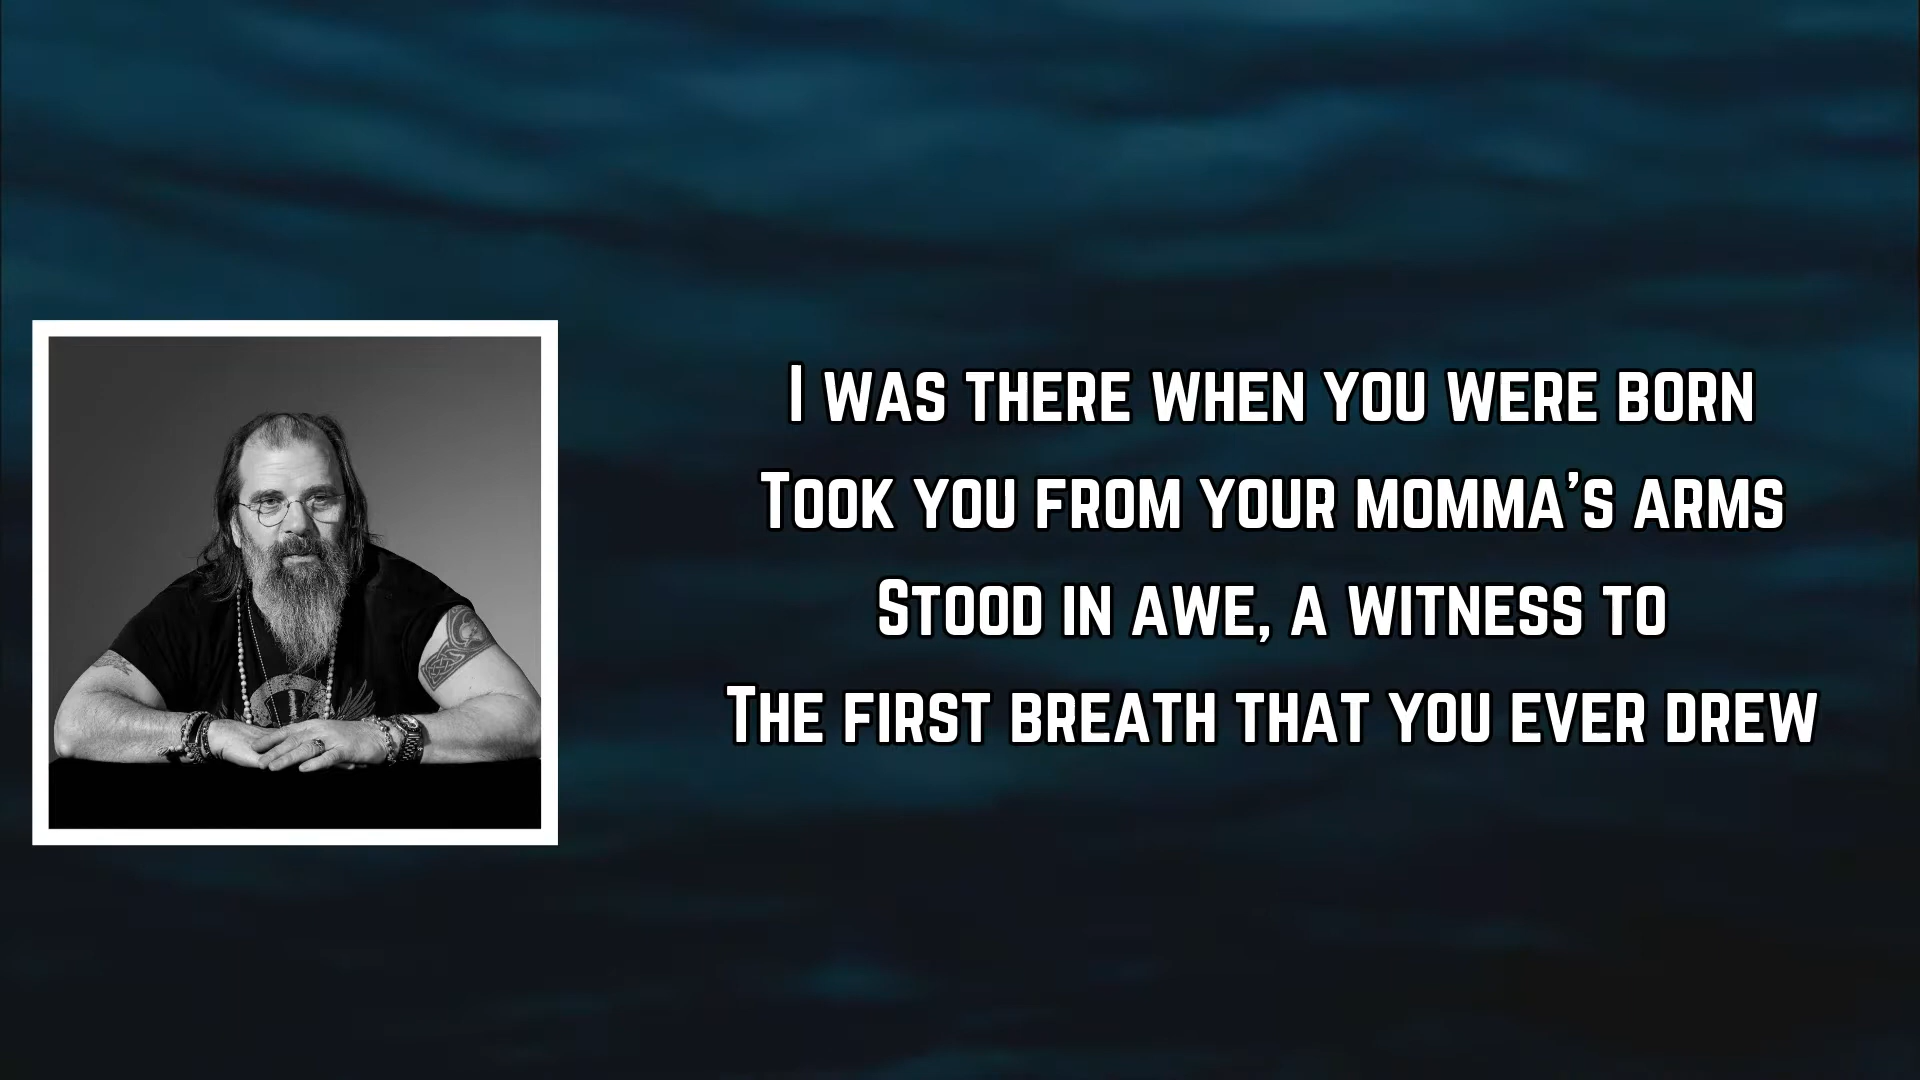 I was there when you were born
Took you from your momma's arms
Stood in awe, a witness to
The first breath that you ever drew